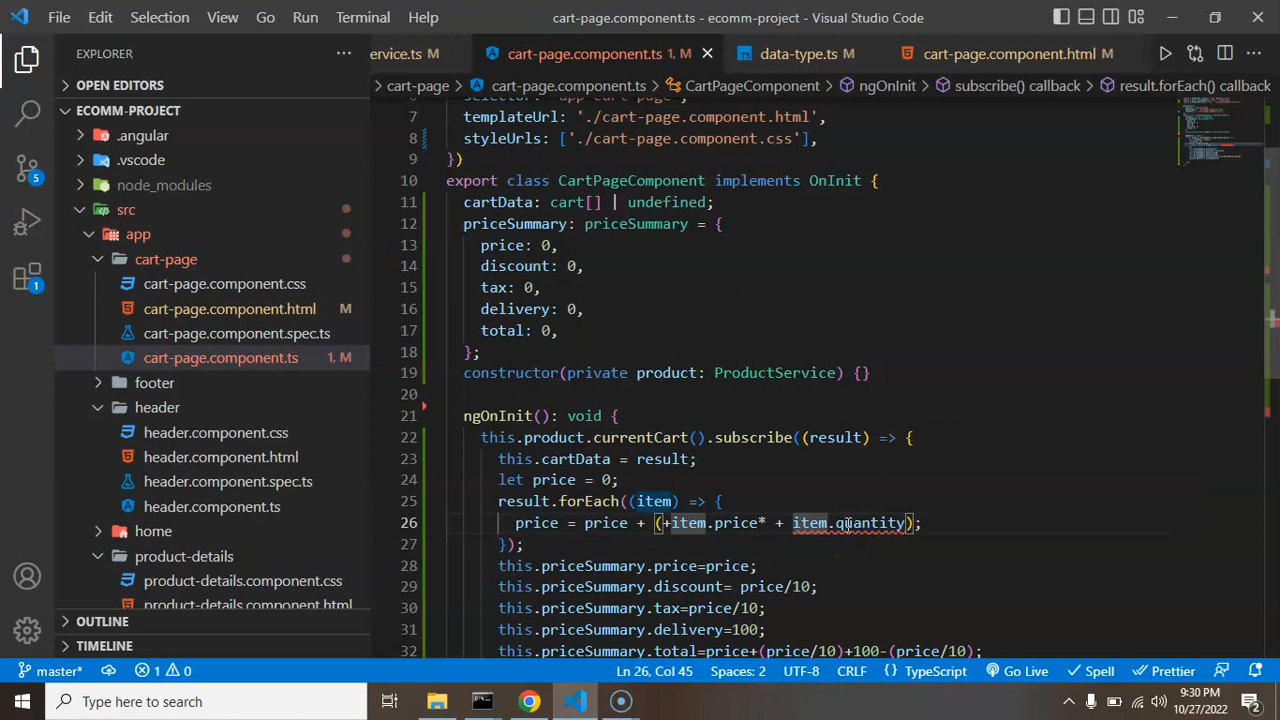 File Edit Selection View Go Run Terminal Help cart-page.component.ts - ecomm-project - Visual Studio Code
EXPLORER
ervice.ts M cart-page.component.ts 1, M data-type.ts M cart-page.component.html M
cart-page cart-page.component.ts CartPageComponent ngOnInit subscribe() callback result.forEach() callback
OPEN EDITORS
ECOMM-PROJECT
.angular
.vscode
node_modules
src
app
cart-page
cart-page.component.css
cart-page.component.html M
cart-page.component.spec.ts
cart-page.component.ts 1, M
footer
header
header.component.css
header.component.html
header.component.spec.ts
header.component.ts
home
product-details
product-details.component.css
product-details.component.html
OUTLINE
TIMELINE
5
1
selector: 'app-cart-page',
7 templateUrl: './cart-page.component.html',
8 styleUrls: ['./cart-page.component.css'],
9 })
10 export class CartPageComponent implements OnInit {
11 cartData: cart[] | undefined;
12 priceSummary: priceSummary = {
13 price: 0,
14 discount: 0,
15 tax: 0,
16 delivery: 0,
17 total: 0,
18 };
19 constructor(private product: ProductService) {}
20
21 ngOnInit(): void {
22 this.product.currentCart().subscribe((result) => {
23 this.cartData = result;
24 let price = 0;
25 result.forEach((item) => {
26 price = price + (+item.price* + item.quantity);
27 });
28 this.priceSummary.price=price;
29 this.priceSummary.discount= price/10;
30 this.priceSummary.tax=price/10;
31 this.priceSummary.delivery=100;
32 this.priceSummary.total=price+(price/10)+100-(price/10);
master* 1 0 Ln 26, Col 45 Spaces: 2 UTF-8 CRLF TypeScript Go Live Spell Prettier
Type here to search
9:30 PM
10/27/2022
2